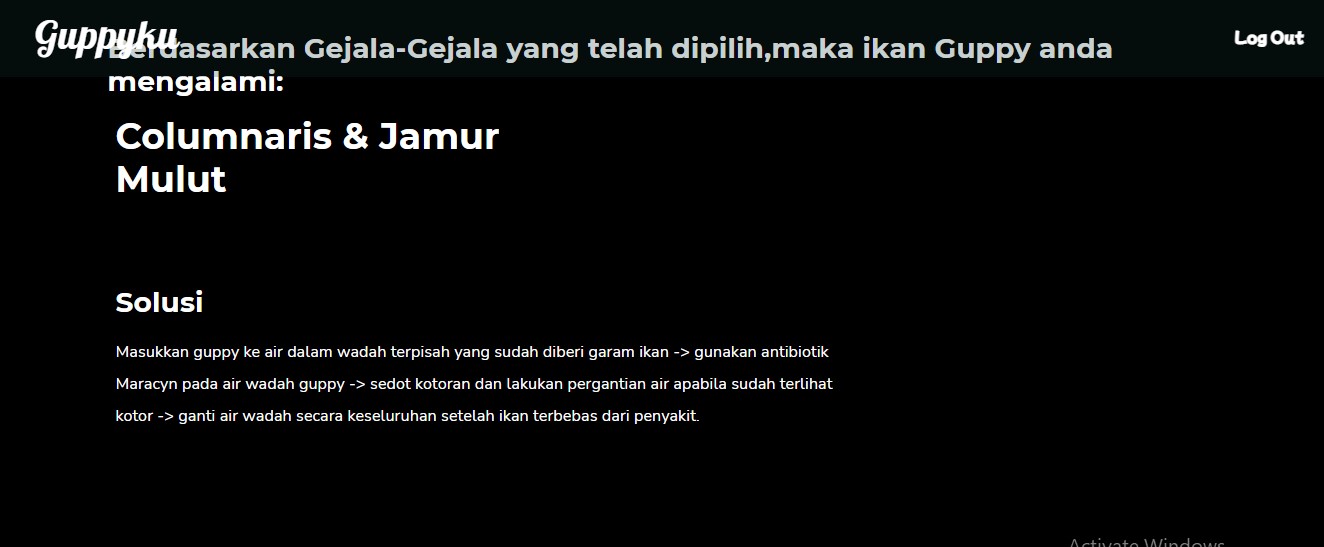 Guppyku
Log Out
Berdasarkan Gejala-Gejala yang telah dipilih,maka ikan Guppy anda
mengalami:
Columnaris & Jamur
Mulut
Solusi
Masukkan guppy ke air dalam wadah terpisah yang sudah diberi garam ikan -> gunakan antibiotik
Maracyn pada air wadah guppy -> sedot kotoran dan lakukan pergantian air apabila sudah terlihat
kotor -> ganti air wadah secara keseluruhan setelah ikan terbebas dari penyakit.
Activate Windows